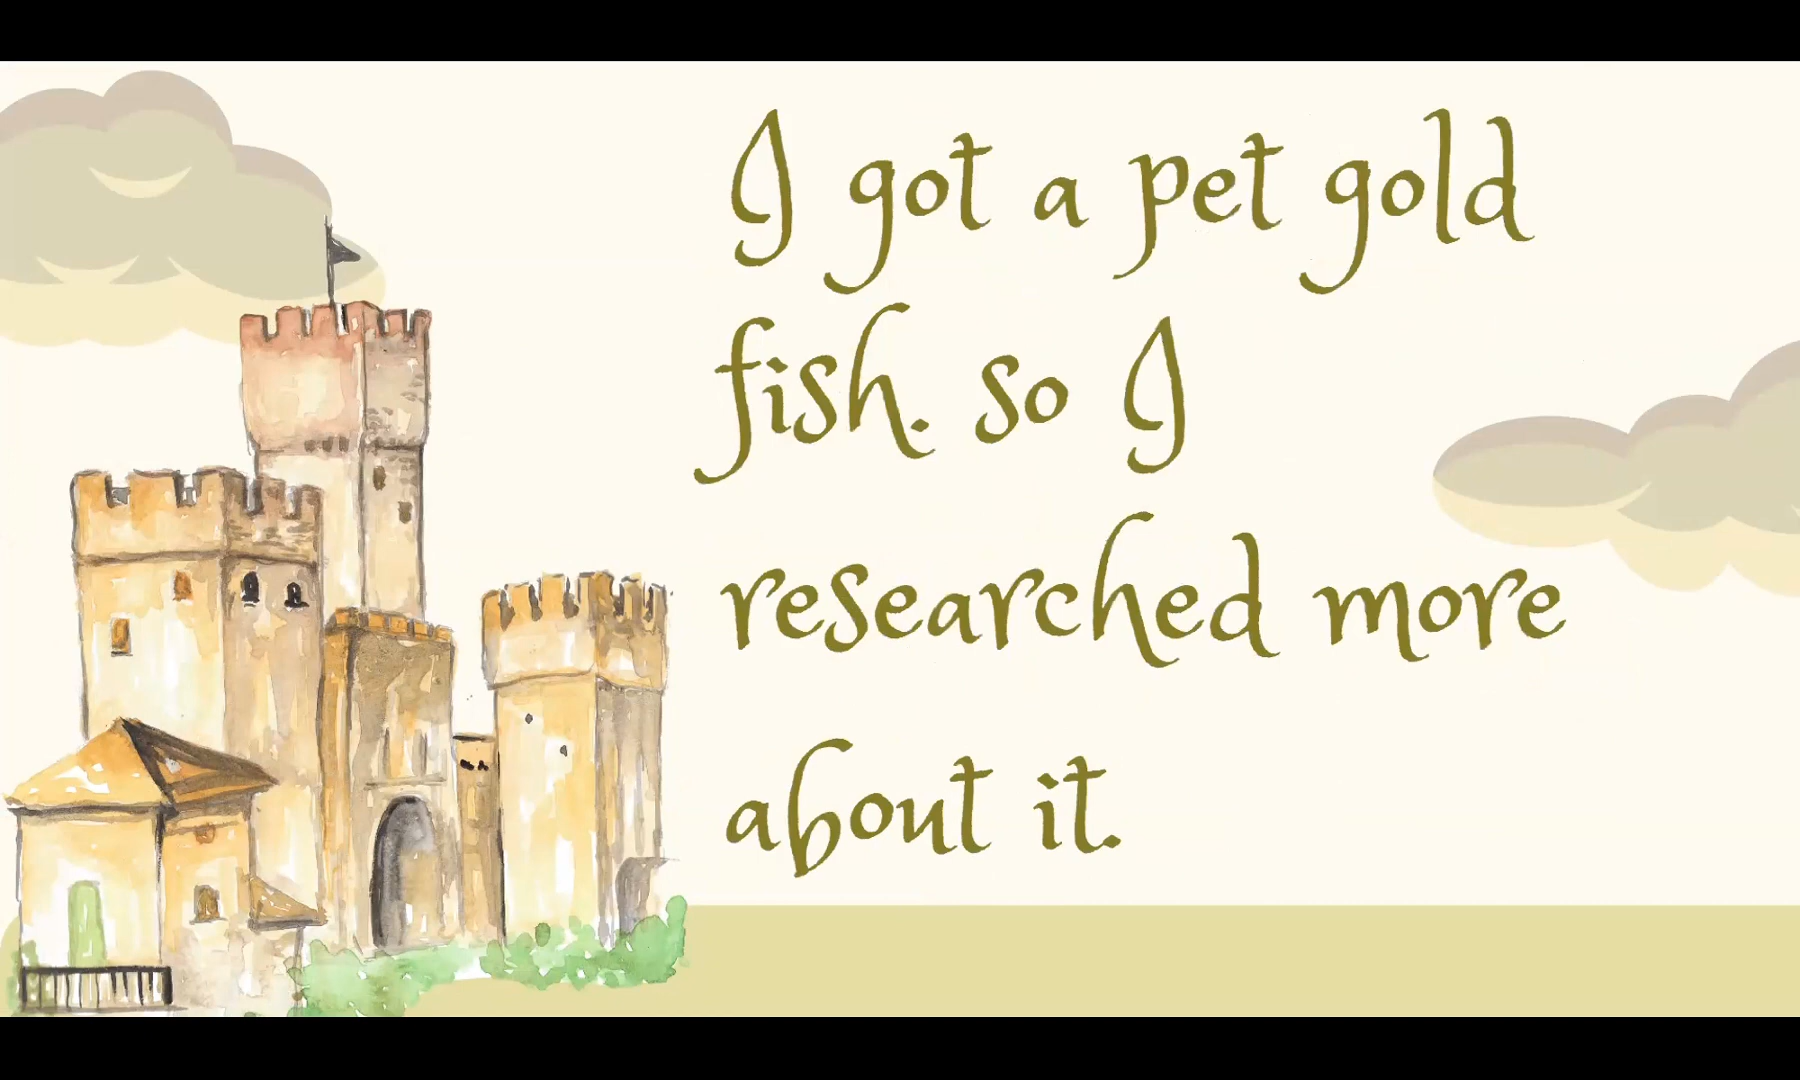 I got a pet gold
fish. so I
researched more
about it.